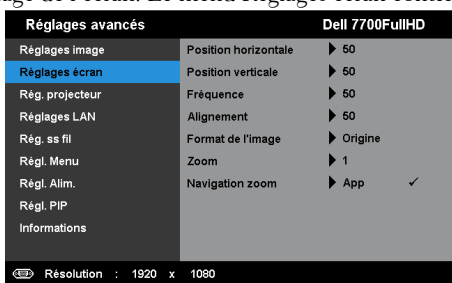 Réglages avancés Dell 7700FullHD
Réglages image Position horizontale 50
Réglages écran Position verticale 50
Rég. projecteur Fréquence 50
Réglages LAN Alignement 50
Rég. ss fil Format de l'image Origine
Régl. Menu Zoom 1
Régl. Alim. Navigation zoom App ✓
Régl. PIP
Informations
Résolution : 1920 x 1080